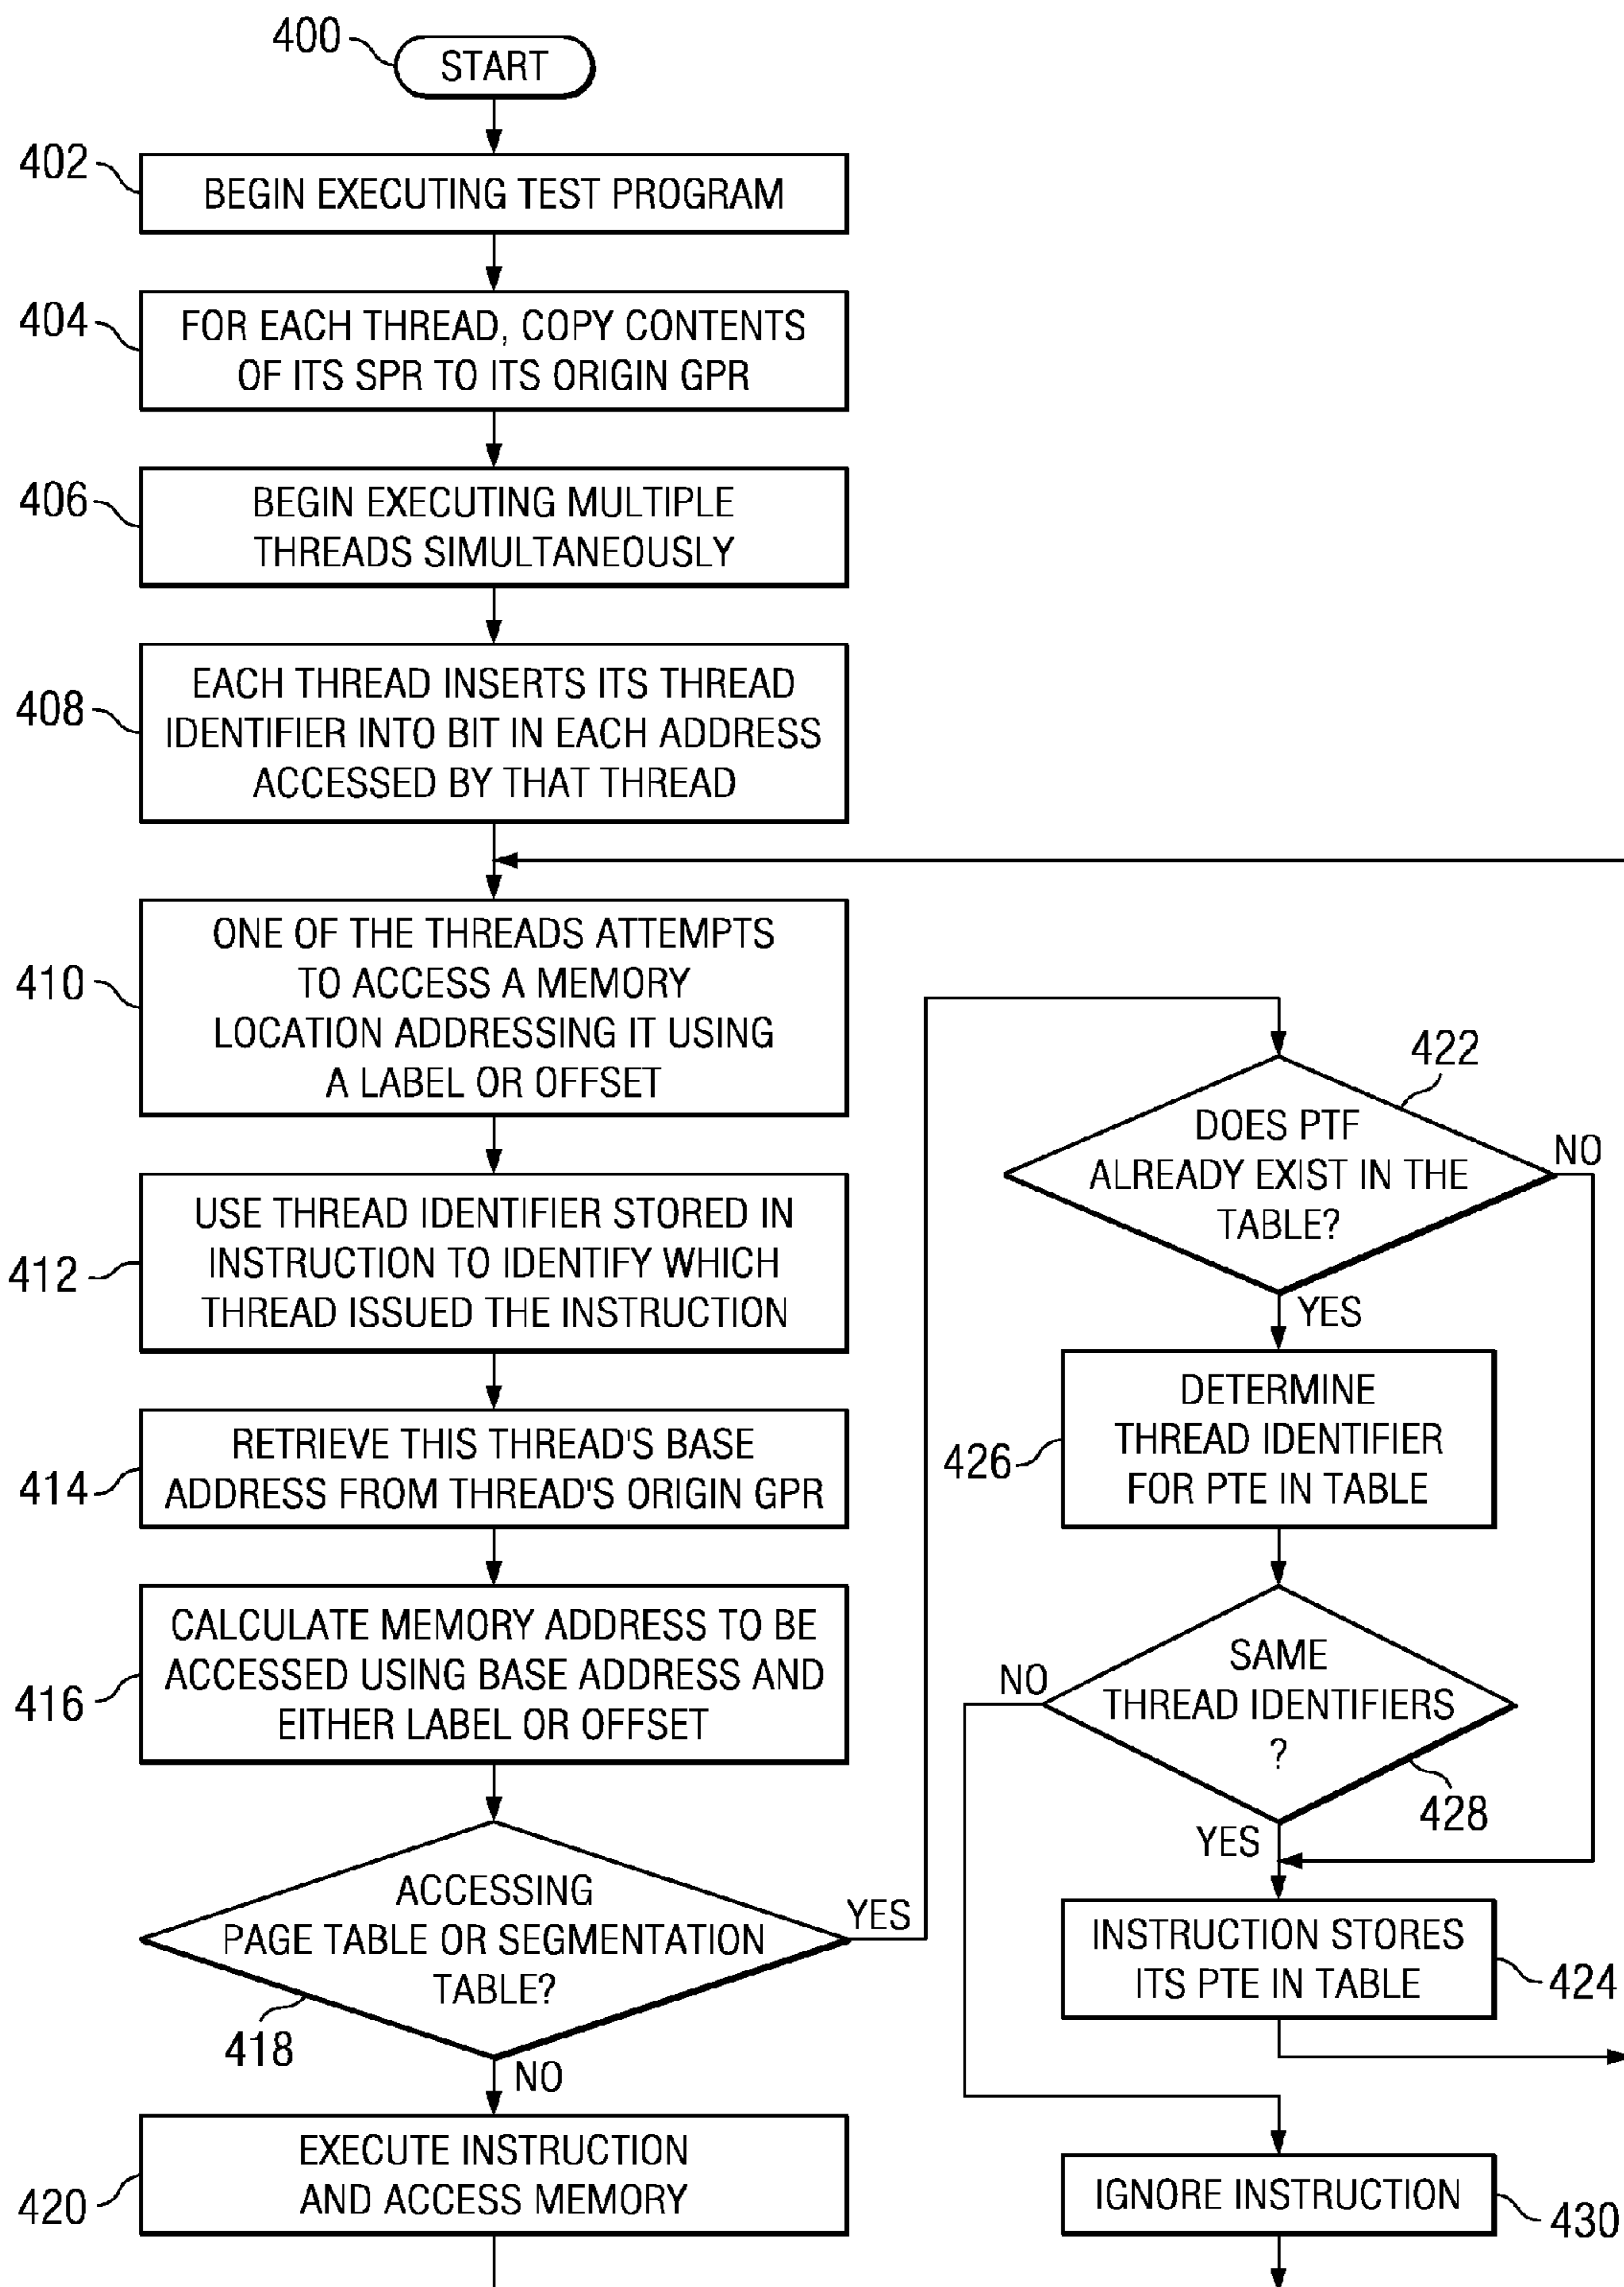 400
START
402
BEGIN EXECUTING TEST PROGRAM
404
FOR EACH THREAD, COPY CONTENTS
OF ITS SPR TO ITS ORIGIN GPR
406
BEGIN EXECUTING MULTIPLE
THREADS SIMULTANEOUSLY
408
EACH THREAD INSERTS ITS THREAD
IDENTIFIER INTO BIT IN EACH ADDRESS
ACCESSED BY THAT THREAD
410
ONE OF THE THREADS ATTEMPTS
TO ACCESS A MEMORY
LOCATION ADDRESSING IT USING
A LABEL OR OFFSET
412
USE THREAD IDENTIFIER STORED IN
INSTRUCTION TO IDENTIFY WHICH
THREAD ISSUED THE INSTRUCTION
414
RETRIEVE THIS THREAD'S BASE
ADDRESS FROM THREAD'S ORIGIN GPR
416
CALCULATE MEMORY ADDRESS TO BE
ACCESSED USING BASE ADDRESS AND
EITHER LABEL OR OFFSET
ACCESSING
PAGE TABLE OR SEGMENTATION
TABLE?
YES
418
NO
420
EXECUTE INSTRUCTION
AND ACCESS MEMORY
422
DOES PTF
ALREADY EXIST IN THE
TABLE?
NO
YES
426
DETERMINE
THREAD IDENTIFIER
FOR PTE IN TABLE
NO
SAME
THREAD IDENTIFIERS
?
428
YES
INSTRUCTION STORES
ITS PTE IN TABLE
424
IGNORE INSTRUCTION
430